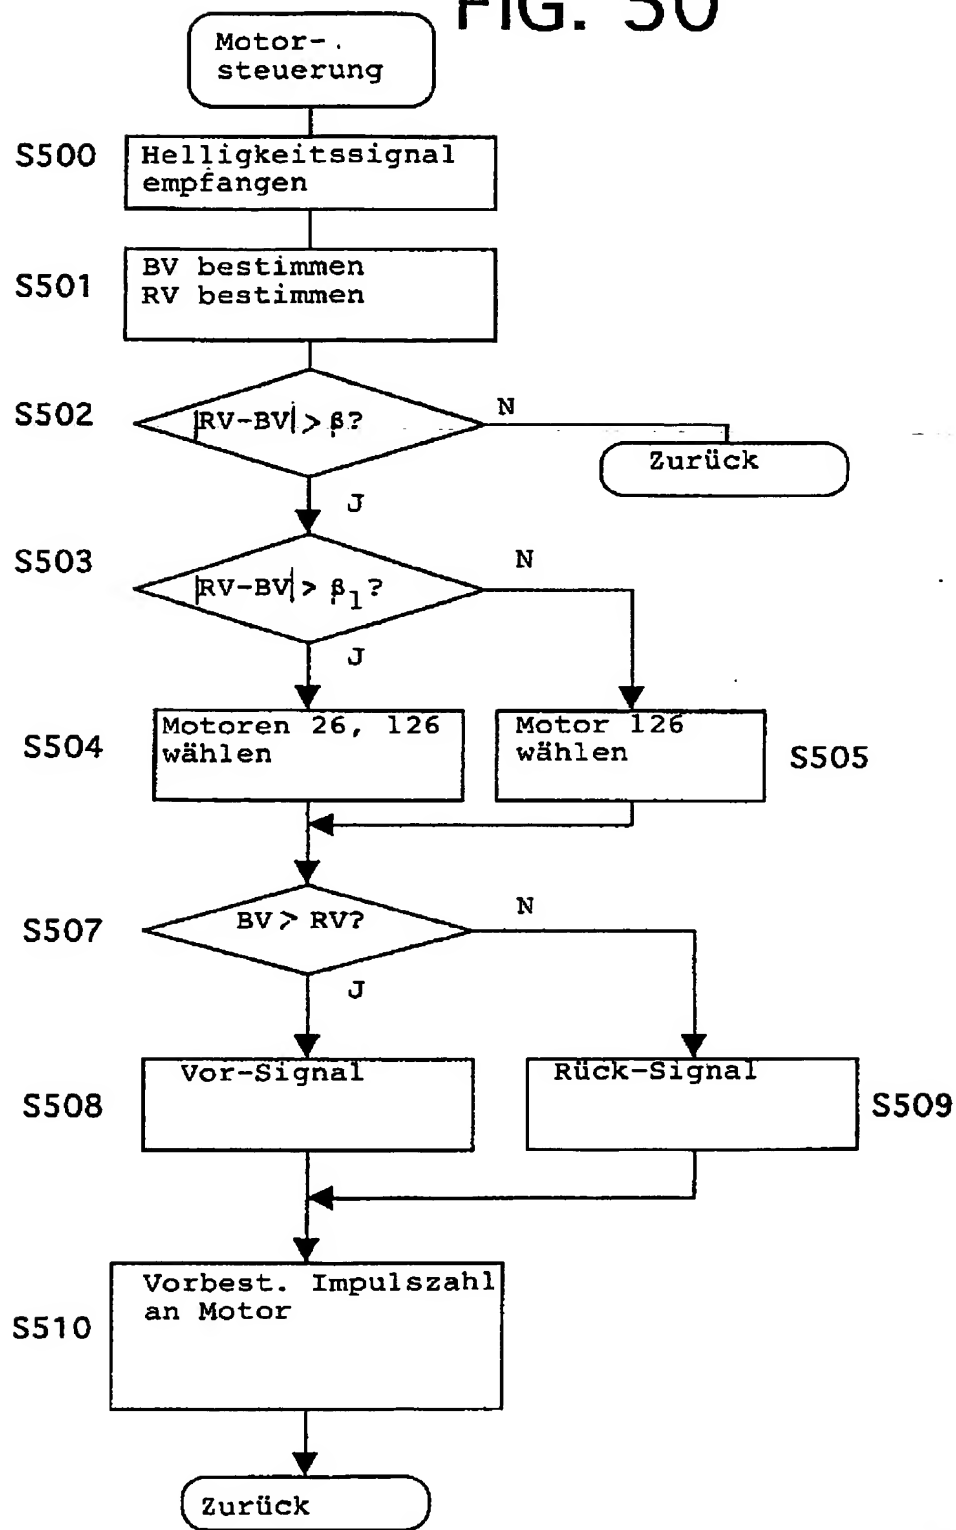 FIG. 50
Motor-.
steuerung
S500
Helligkeitssignal
empfangen
S501
BV bestimmen
RV bestimmen
S502
|RV-BV| > β?
N
Zurück
J
S503
|RV-BV| > β1?
N
J
S504
Motoren 26, 126
wählen
Motor 126
wählen
S505
S507
BV > RV?
N
J
S508
Vor-Signal
Rück-Signal
S509
S510
Vorbest. Impulszahl
an Motor
Zurück